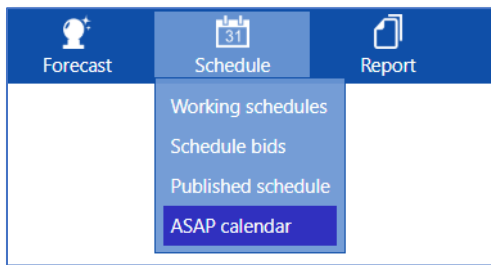 31
Forecast
Schedule
Report
Working schedules
Schedule bids
Published schedule
ASAP calendar